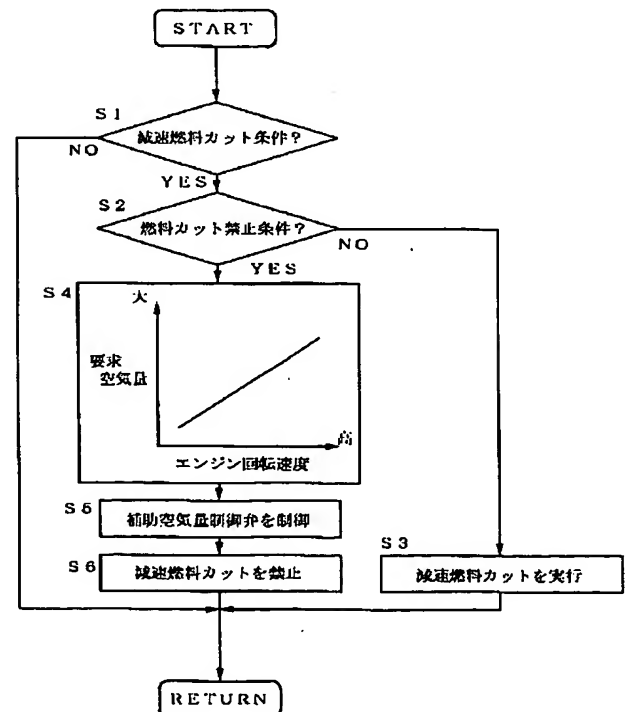 START
S1
減速燃料カット条件?
NO
YES
S2
燃料カット禁止条件?
NO
YES
S4
大
要求
空気量
高
エンジン回転速度
S5
補助空気量制御弁を制御
S3
S6
減速燃料カットを禁止
減速燃料カットを実行
RETURN